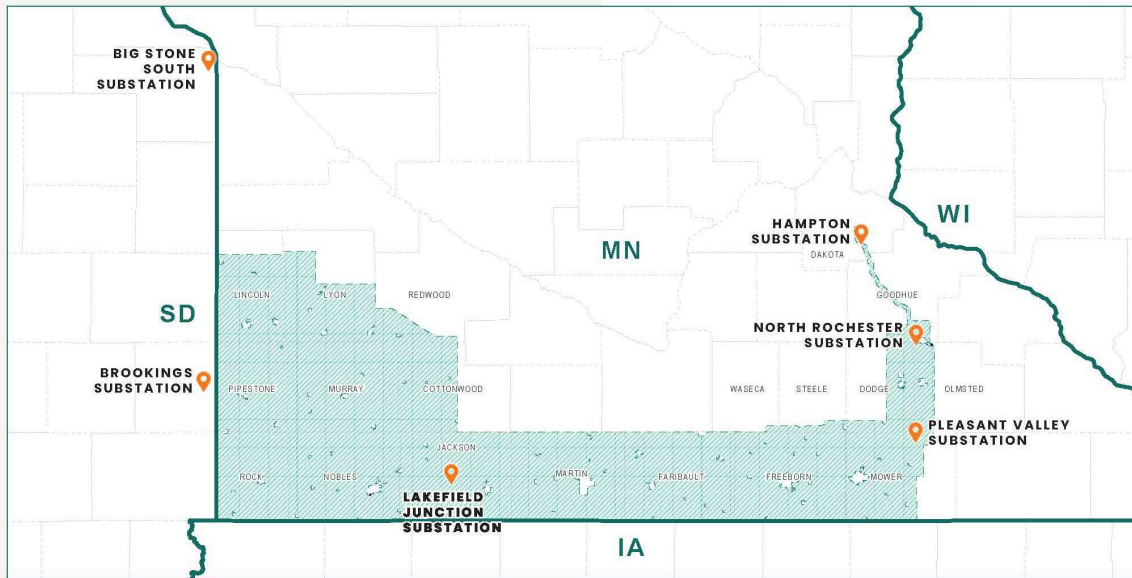 BIG STONE
SOUTH
SUBSTATION
WI
HAMPTON
SUBSTATION
MN
DAKOTA
LINCOLN
LYON
REDWOOD
GOODHUE
SD
NORTH ROCHESTER
SUBSTATION
BROOKINGS
SUBSTATION
PIPESTONE
MURRAY
COTTONWOOD
WASECA
STEELE
DODGE
OLMSTED
PLEASANT VALLEY
SUBSTATION
JACKSON
ROCK
NOBLES
MARTIN
FARIBAULT
FREEBORN
MOWER
LAKEFIELD
JUNCTION
SUBSTATION
IA